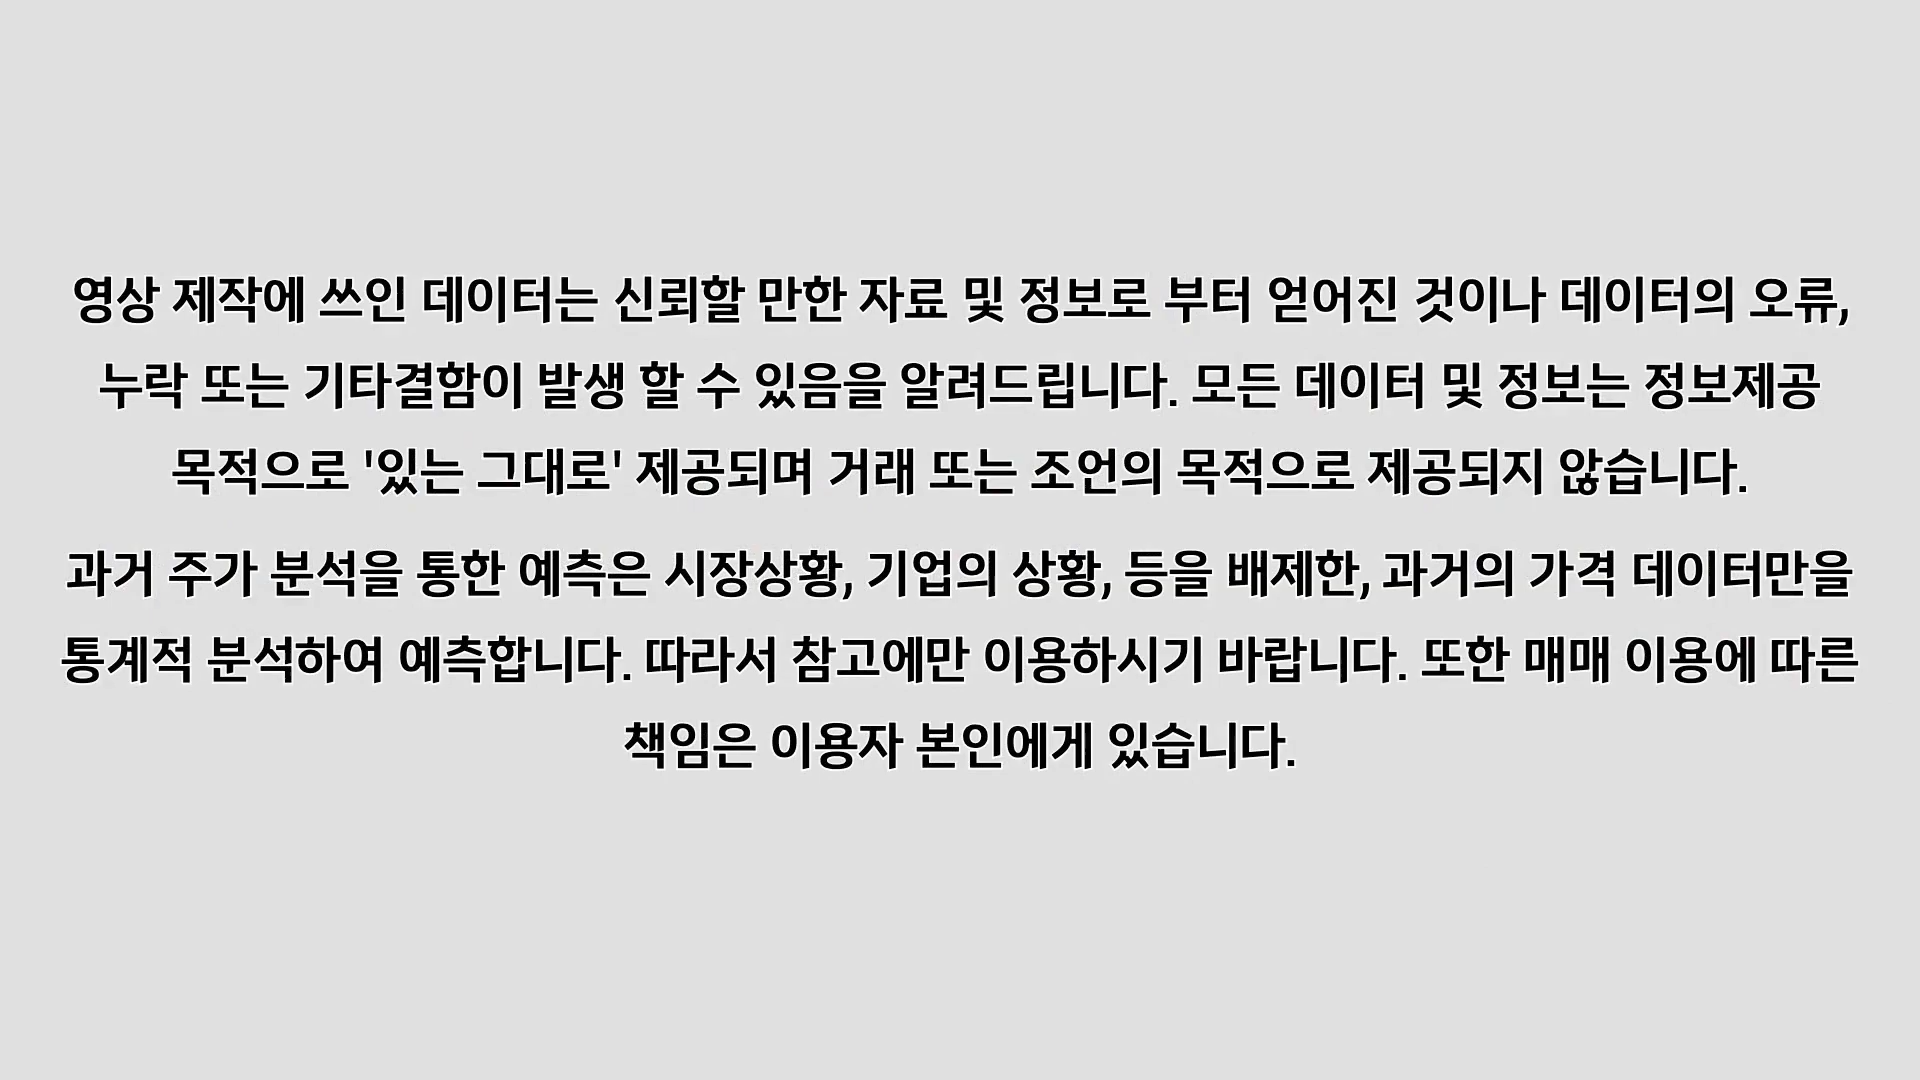 영상 제작에 쓰인 데이터는 신뢰할 만한 자료 및 정보로 부터 얻어진 것이나 데이터의 오류,
누락 또는 기타결함이 발생 할 수 있음을 알려드립니다. 모든 데이터 및 정보는 정보제공
목적으로 '있는 그대로' 제공되며 거래 또는 조언의 목적으로 제공되지 않습니다.
과거 주가 분석을 통한 예측은 시장상황, 기업의 상황, 등을 배제한, 과거의 가격 데이터만을
통계적 분석하여 예측합니다. 따라서 참고에만 이용하시기 바랍니다. 또한 매매 이용에 따른
책임은 이용자 본인에게 있습니다.